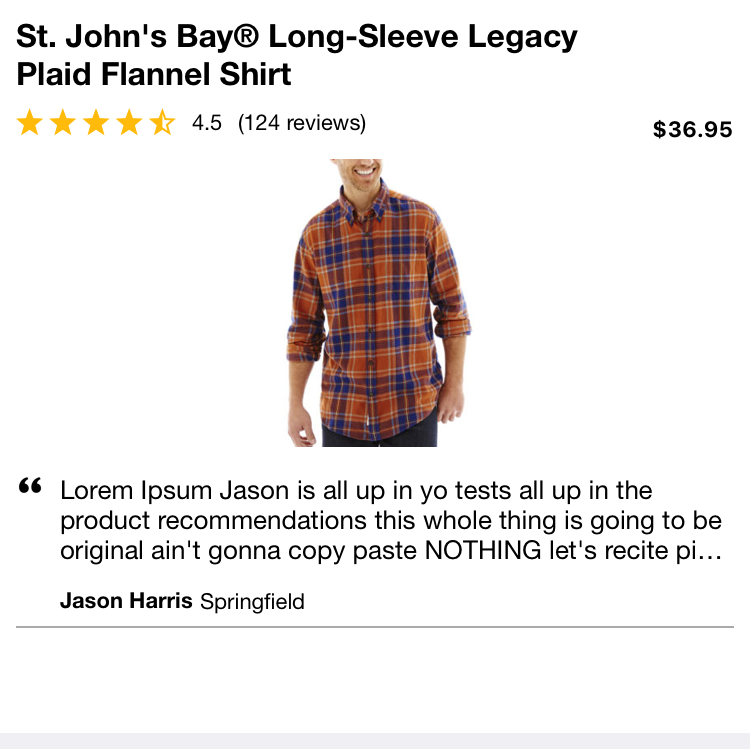 St. John's Bay® Long-Sleeve Legacy
Plaid Flannel Shirt
4.5 (124 reviews)
$36.95
“ Lorem Ipsum Jason is all up in yo tests all up in the
product recommendations this whole thing is going to be
original ain't gonna copy paste NOTHING let's recite pi…
Jason Harris Springfield